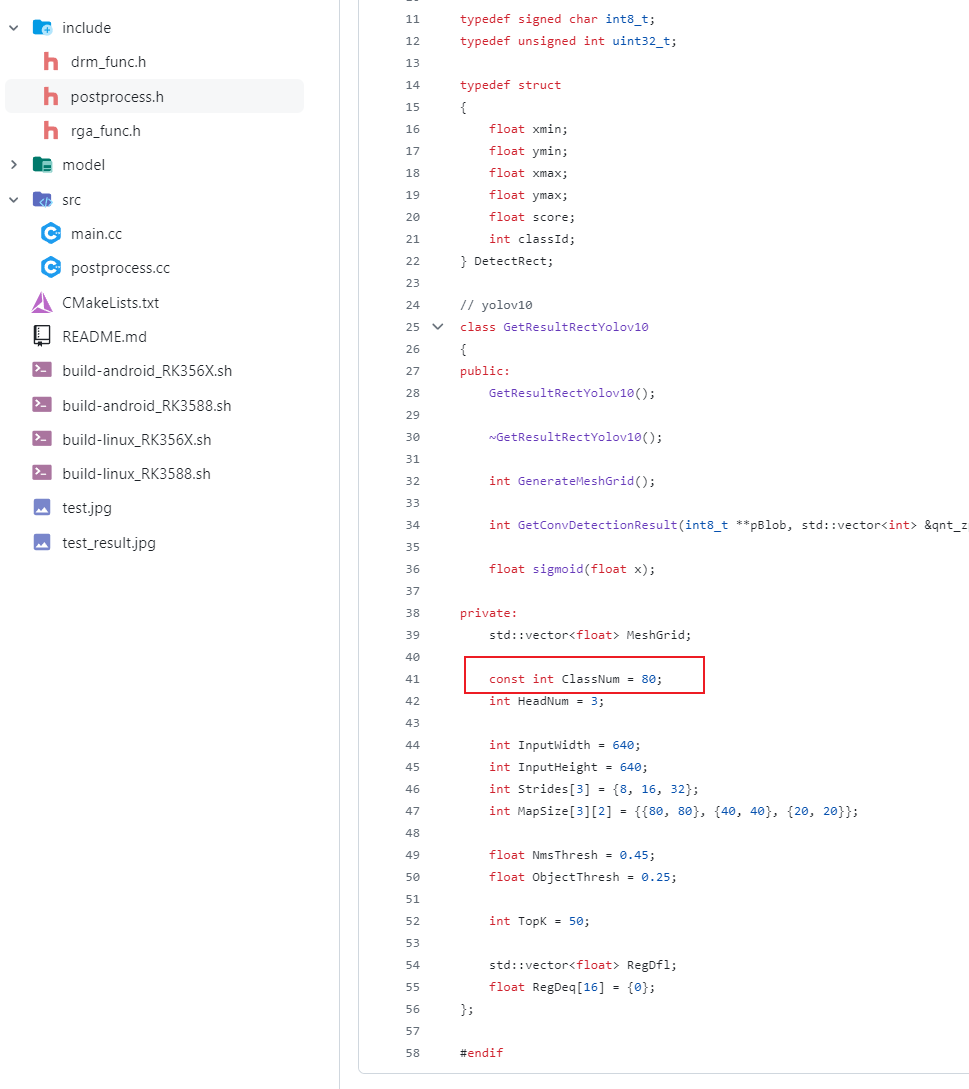 include
drm_func.h
postprocess.h
rga_func.h
model
src
main.cc
postprocess.cc
CMakeLists.txt
README.md
build-android_RK356X.sh
build-android_RK3588.sh
build-linux_RK356X.sh
build-linux_RK3588.sh
test.jpg
test_result.jpg
11 typedef signed char int8_t;
12 typedef unsigned int uint32_t;
13
14 typedef struct
15 {
16 float xmin;
17 float ymin;
18 float xmax;
19 float ymax;
20 float score;
21 int classId;
22 } DetectRect;
23
24 // yolov10
25 class GetResultRectYolov10
26 {
27 public:
28 GetResultRectYolov10();
29
30 ~GetResultRectYolov10();
31
32 int GenerateMeshGrid();
33
34 int GetConvDetectionResult(int8_t **pBlob, std::vector<int> &qnt_z
35
36 float sigmoid(float x);
37
38 private:
39 std::vector<float> MeshGrid;
40
41 const int ClassNum = 80;
42 int HeadNum = 3;
43
44 int InputWidth = 640;
45 int InputHeight = 640;
46 int Strides[3] = {8, 16, 32};
47 int MapSize[3][2] = {{80, 80}, {40, 40}, {20, 20}};
48
49 float NmsThresh = 0.45;
50 float ObjectThresh = 0.25;
51
52 int TopK = 50;
53
54 std::vector<float> RegDfl;
55 float RegDeq[16] = {0};
56 };
57
58 #endif